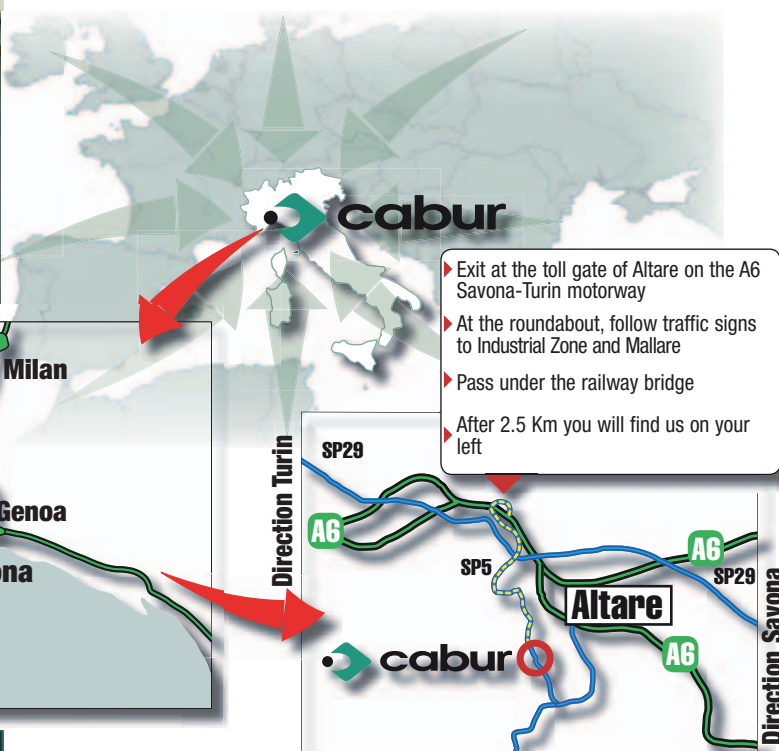 cabur
Exit at the toll gate of Altare on the A6
Savona-Turin motorway
At the roundabout, follow traffic signs
to Industrial Zone and Mallare
Pass under the railway bridge
After 2.5 Km you will find us on your
left
Milan
Genoa
ona
Direction Turin
SP29
A6
SP5
A6
SP29
Altare
A6
cabur
Direction Savona